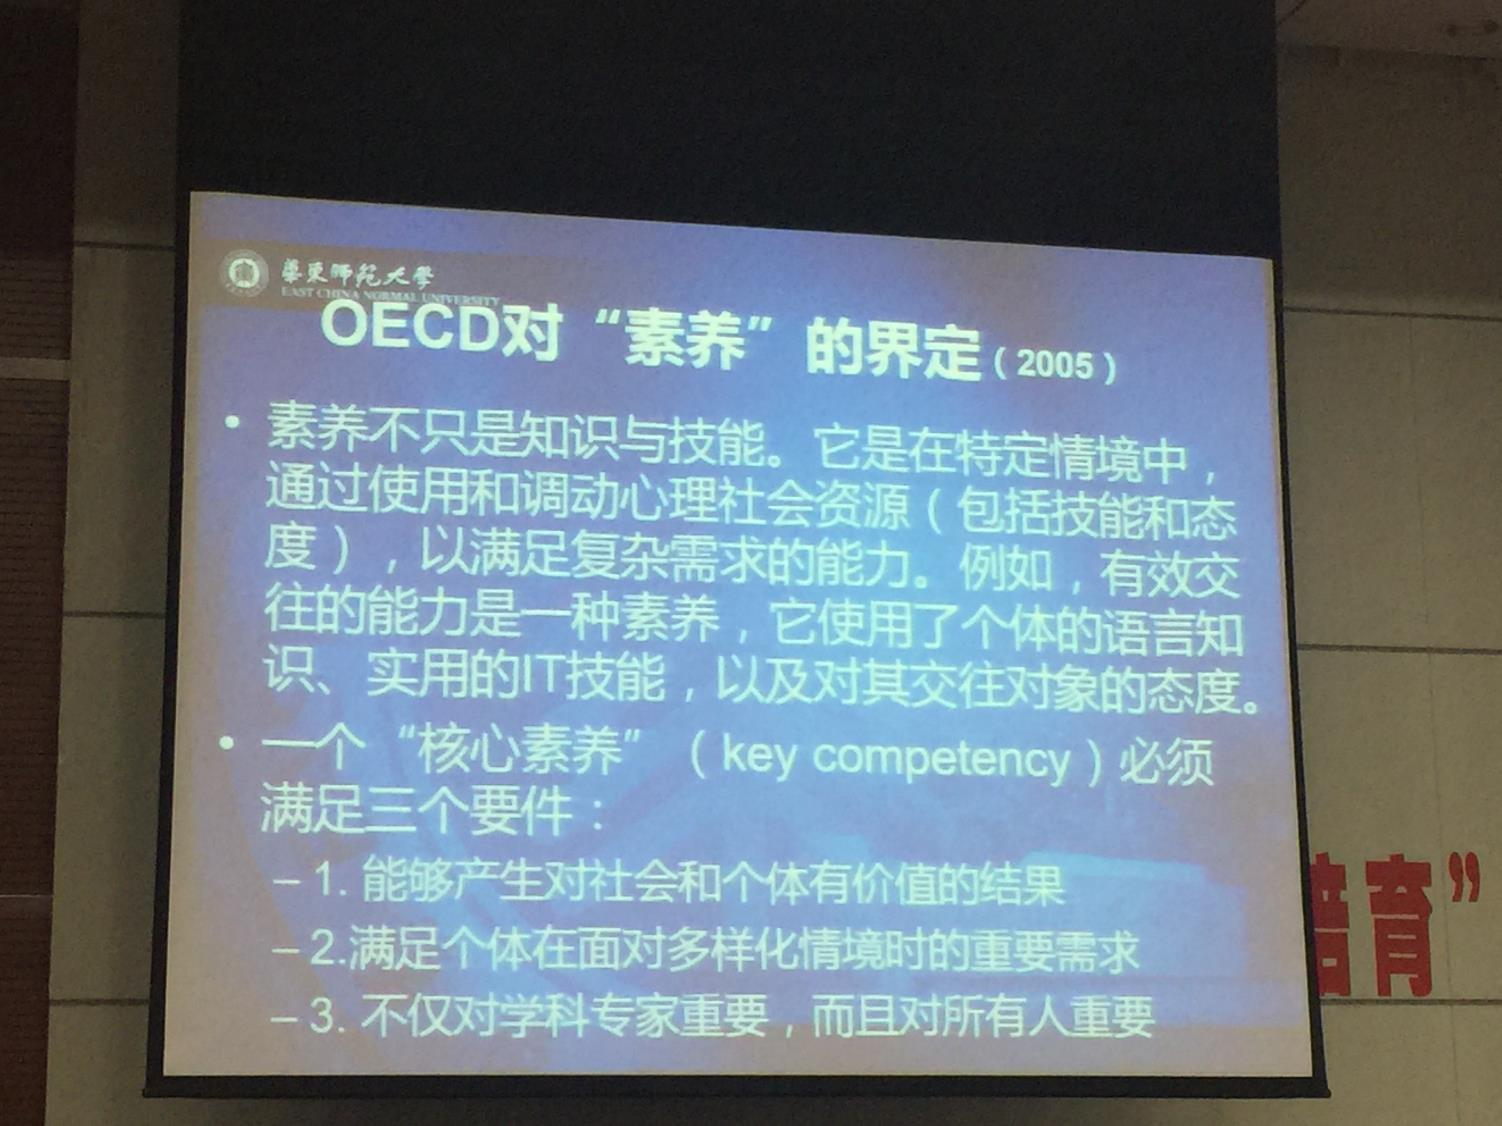 華東师范大學
EAST CHINA NORMAL UNIVERSITY
OECD对“素养”的界定（2005）
• 素养不只是知识与技能。它是在特定情境中，
通过使用和调动心理社会资源（包括技能和态
度），以满足复杂需求的能力。例如，有效交
往的能力是一种素养，它使用了个体的语言知
识、实用的IT技能，以及对其交往对象的态度。
• 一个“核心素养”（key competency）必须
满足三个要件：
– 1. 能够产生对社会和个体有价值的结果
– 2.满足个体在面对多样化情境时的重要需求
– 3. 不仅对学科专家重要，而且对所有人重要
培育”